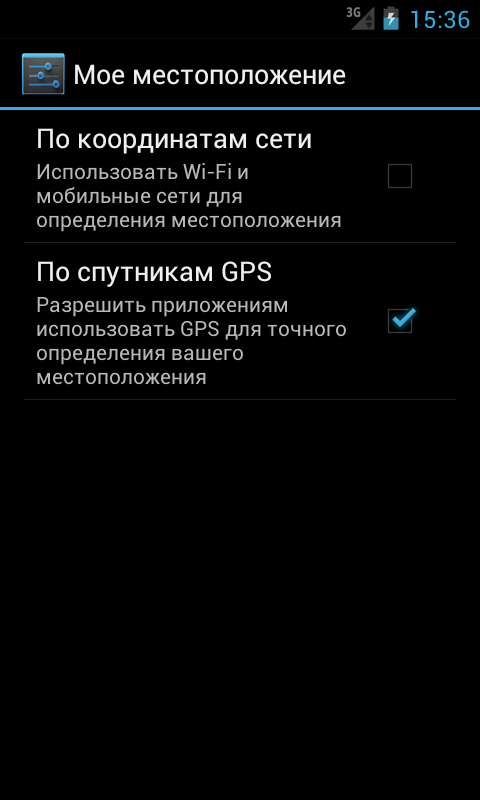 3G 15:36
Мое местоположение
По координатам сети
Использовать Wi-Fi и
мобильные сети для
определения местоположения
По спутникам GPS
Разрешить приложениям
использовать GPS для точного
определения вашего
местоположения